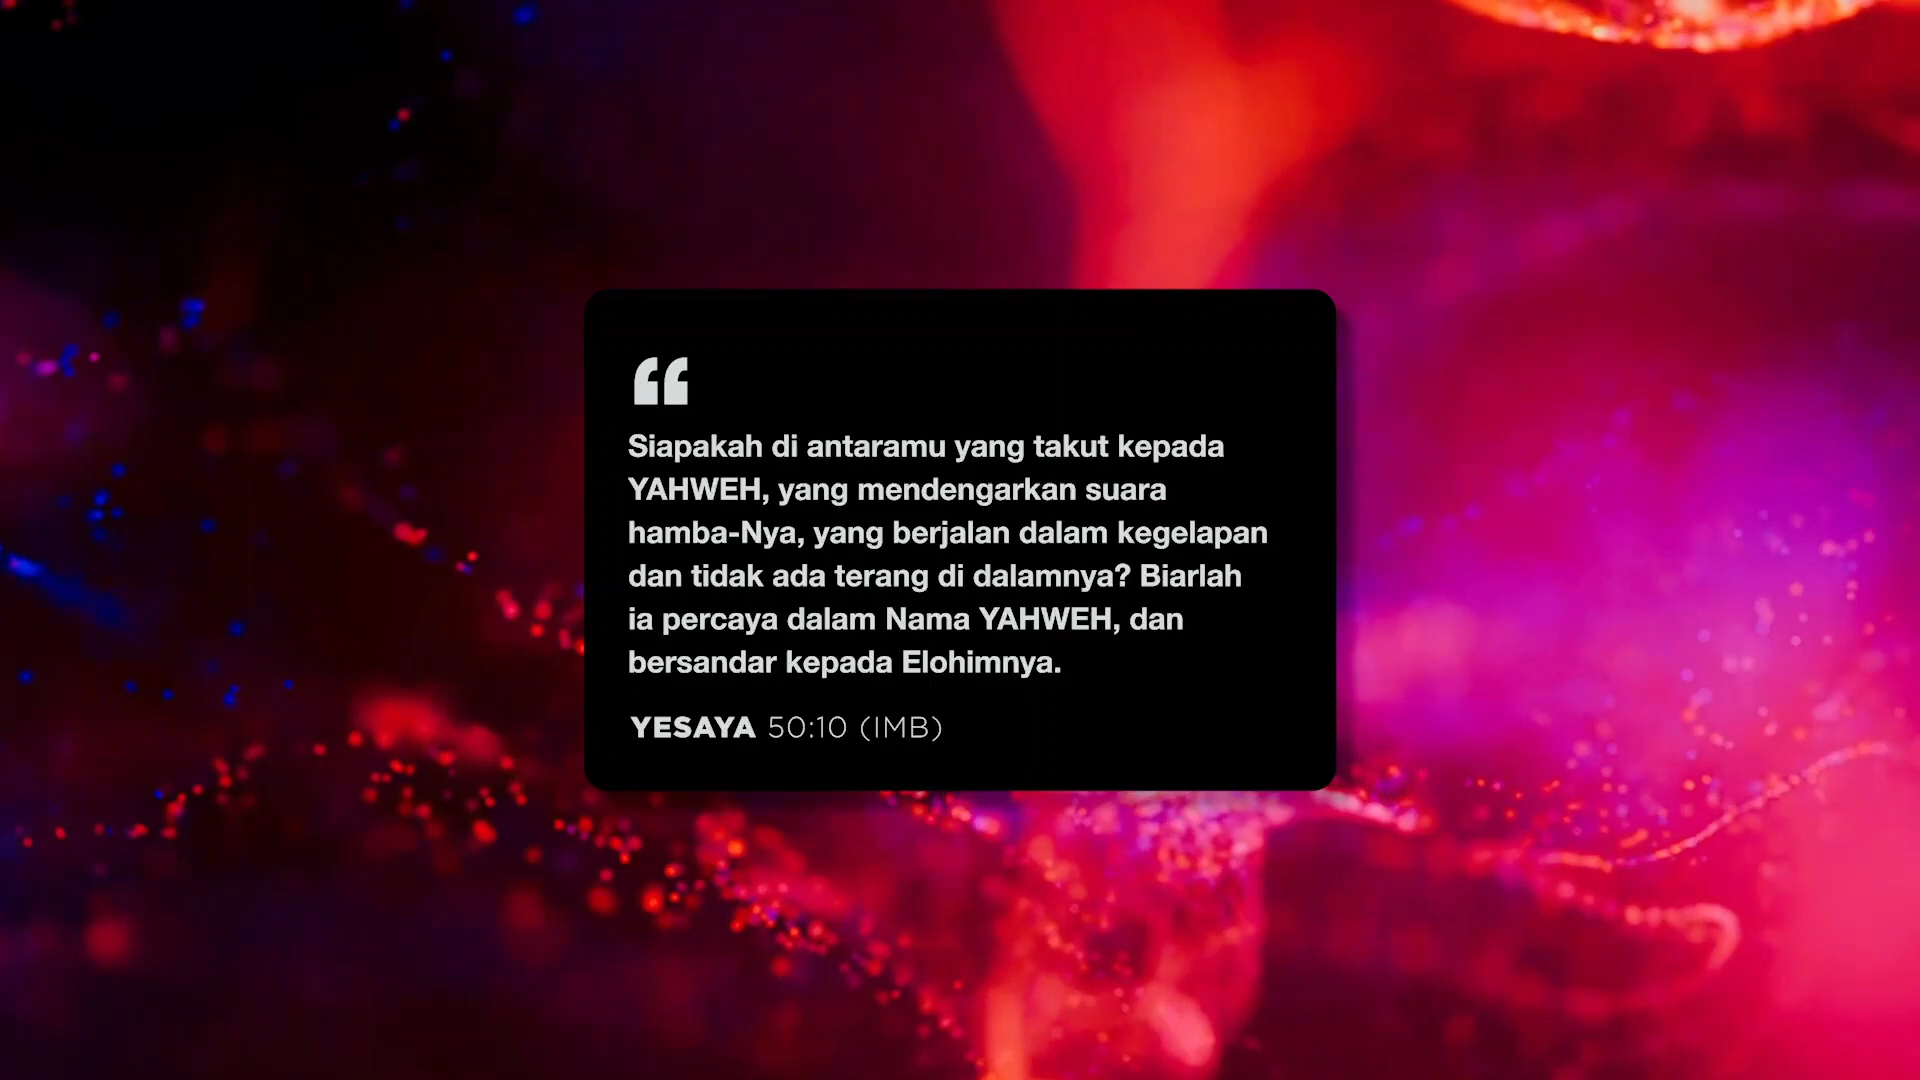 “
Siapakah di antaramu yang takut kepada
YAHWEH, yang mendengarkan suara
hamba-Nya, yang berjalan dalam kegelapan
dan tidak ada terang di dalamnya? Biarlah
ia percaya dalam Nama YAHWEH, dan
bersandar kepada Elohimnya.
YESAYA 50:10 (IMB)